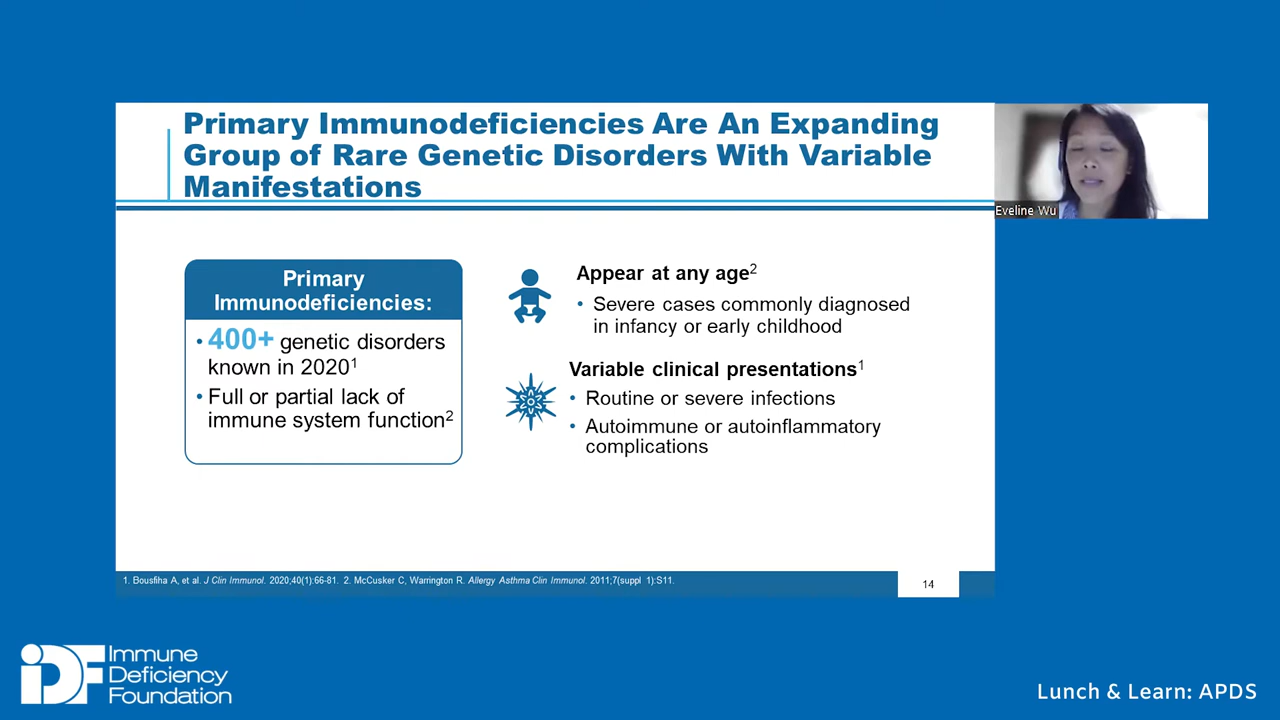 Primary Immunodeficiencies Are An Expanding
Group of Rare Genetic Disorders With Variable
Manifestations
Eveline Wu
Primary
Immunodeficiencies:
• 400+ genetic disorders
known in 2020¹
• Full or partial lack of
immune system function²
Appear at any age²
• Severe cases commonly diagnosed
in infancy or early childhood
Variable clinical presentations¹
• Routine or severe infections
• Autoimmune or autoinflammatory
complications
1. Bousfiha A, et al. J Clin Immunol. 2020;40(1):66-81. 2. McCusker C, Warrington R. Allergy Asthma Clin Immunol. 2011;7(suppl 1):S11.
14
IDF
Immune
Deficiency
Foundation
Lunch & Learn: APDS